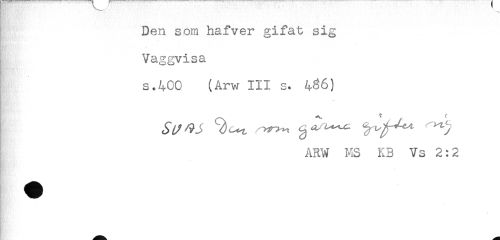 Den som hafver gifat sig
Vaggvisa
s.400 (Arw III s. 486)
SVAS Den som gärna gifter sig
ARW MS KB Vs 2:2